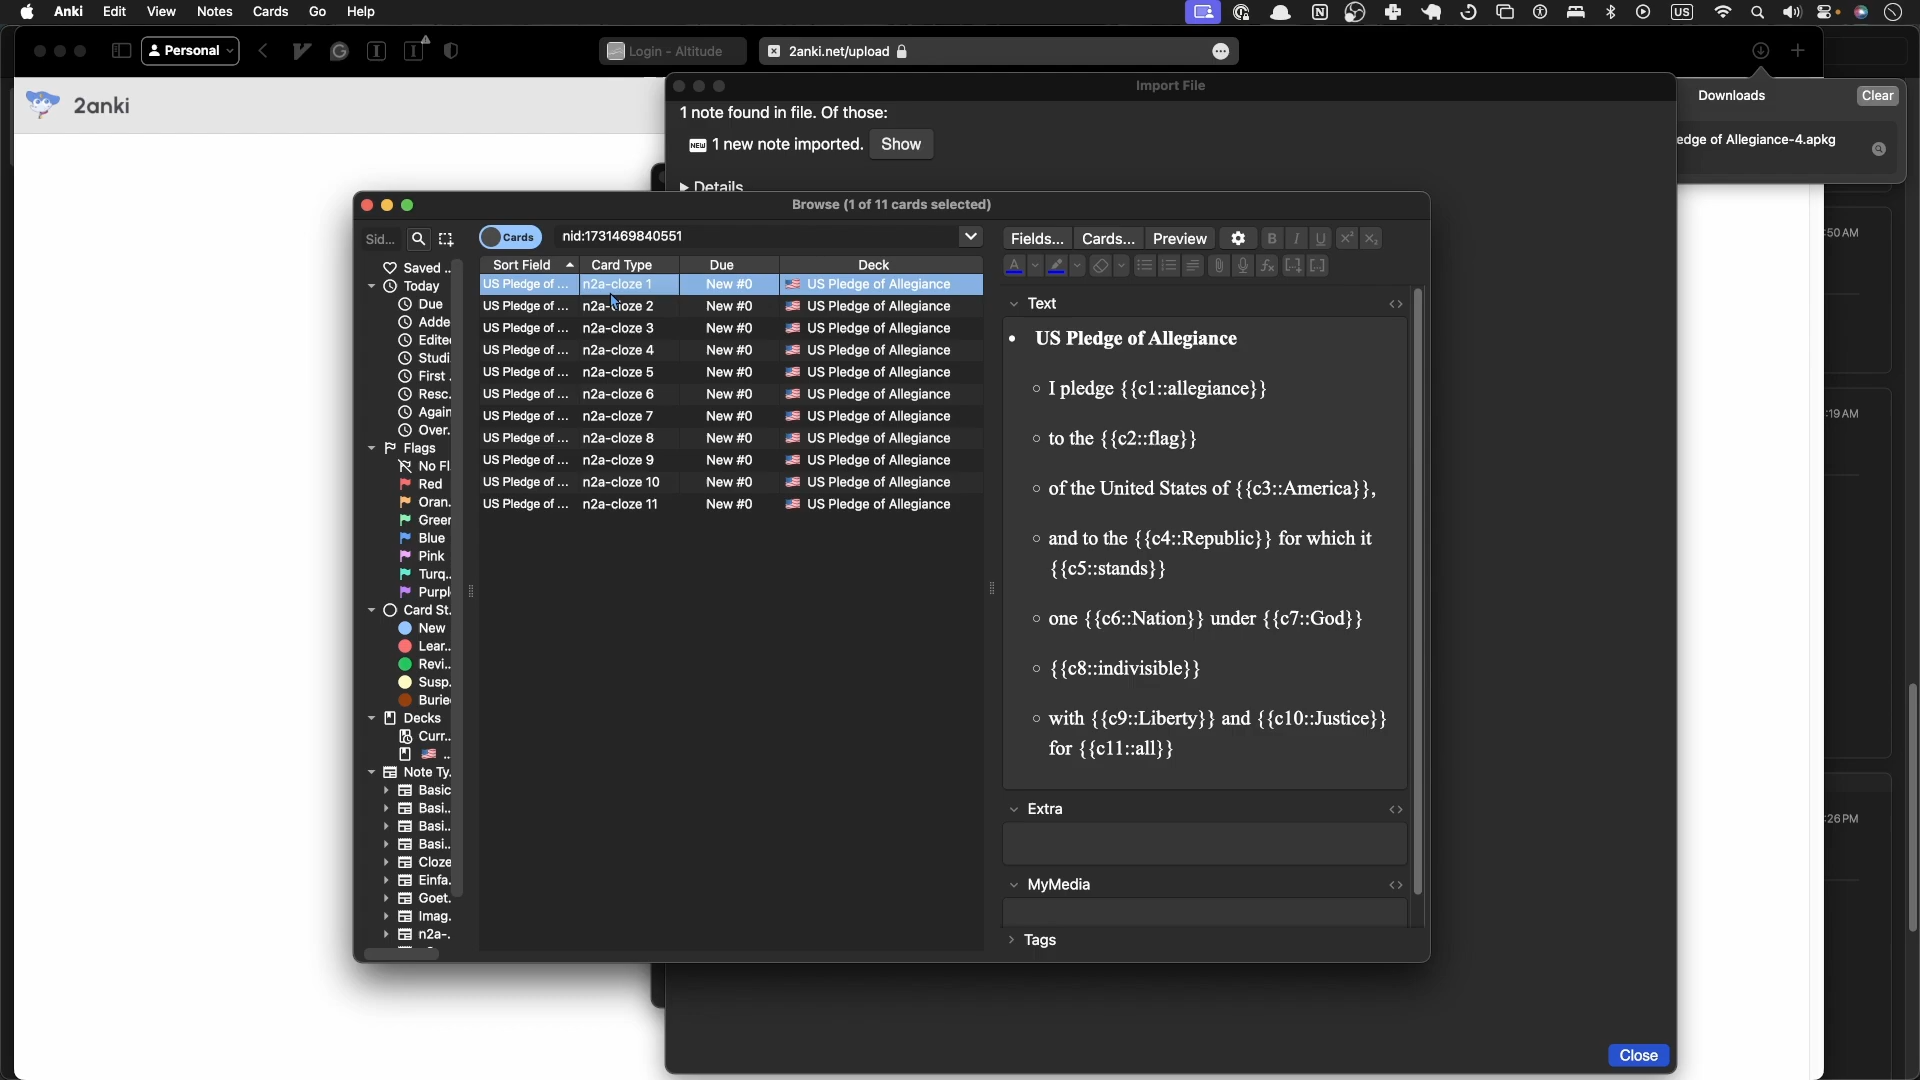 Anki Edit View Notes Cards Go Help
US
Personal
Login - Altitude
2anki.net/upload
2anki
Import File
1 note found in file. Of those:
NEW 1 new note imported. Show
Details
Downloads Clear
edge of Allegiance-4.apkg
:50 AM
:19 AM
:26 PM
Browse (1 of 11 cards selected)
Sid...
Cards
nid:1731469840551
Fields... Cards... Preview
B I U
Saved ..
Today
Due
Adde
Edite
Studi
First .
Resc.
Again
Over.
Flags
No Fl
Red
Oran.
Greer
Blue
Pink
Turq..
Purpl
Card St.
New
Lear..
Revi..
Susp.
Burie
Decks
Curr..
..
Note Ty.
Basic
Basi..
Basi..
Basi..
Cloze
Einfa.
Goet.
Imag.
n2a-.
Sort Field Card Type Due Deck
US Pledge of ... n2a-cloze 1 New #0 🇺🇸 US Pledge of Allegiance
US Pledge of ... n2a-cloze 2 New #0 🇺🇸 US Pledge of Allegiance
US Pledge of ... n2a-cloze 3 New #0 🇺🇸 US Pledge of Allegiance
US Pledge of ... n2a-cloze 4 New #0 🇺🇸 US Pledge of Allegiance
US Pledge of ... n2a-cloze 5 New #0 🇺🇸 US Pledge of Allegiance
US Pledge of ... n2a-cloze 6 New #0 🇺🇸 US Pledge of Allegiance
US Pledge of ... n2a-cloze 7 New #0 🇺🇸 US Pledge of Allegiance
US Pledge of ... n2a-cloze 8 New #0 🇺🇸 US Pledge of Allegiance
US Pledge of ... n2a-cloze 9 New #0 🇺🇸 US Pledge of Allegiance
US Pledge of ... n2a-cloze 10 New #0 🇺🇸 US Pledge of Allegiance
US Pledge of ... n2a-cloze 11 New #0 🇺🇸 US Pledge of Allegiance
Text
• US Pledge of Allegiance
○ I pledge {{c1::allegiance}}
○ to the {{c2::flag}}
○ of the United States of {{c3::America}},
○ and to the {{c4::Republic}} for which it
{{c5::stands}}
○ one {{c6::Nation}} under {{c7::God}}
○ {{c8::indivisible}}
○ with {{c9::Liberty}} and {{c10::Justice}}
for {{c11::all}}
Extra
MyMedia
Tags
Close